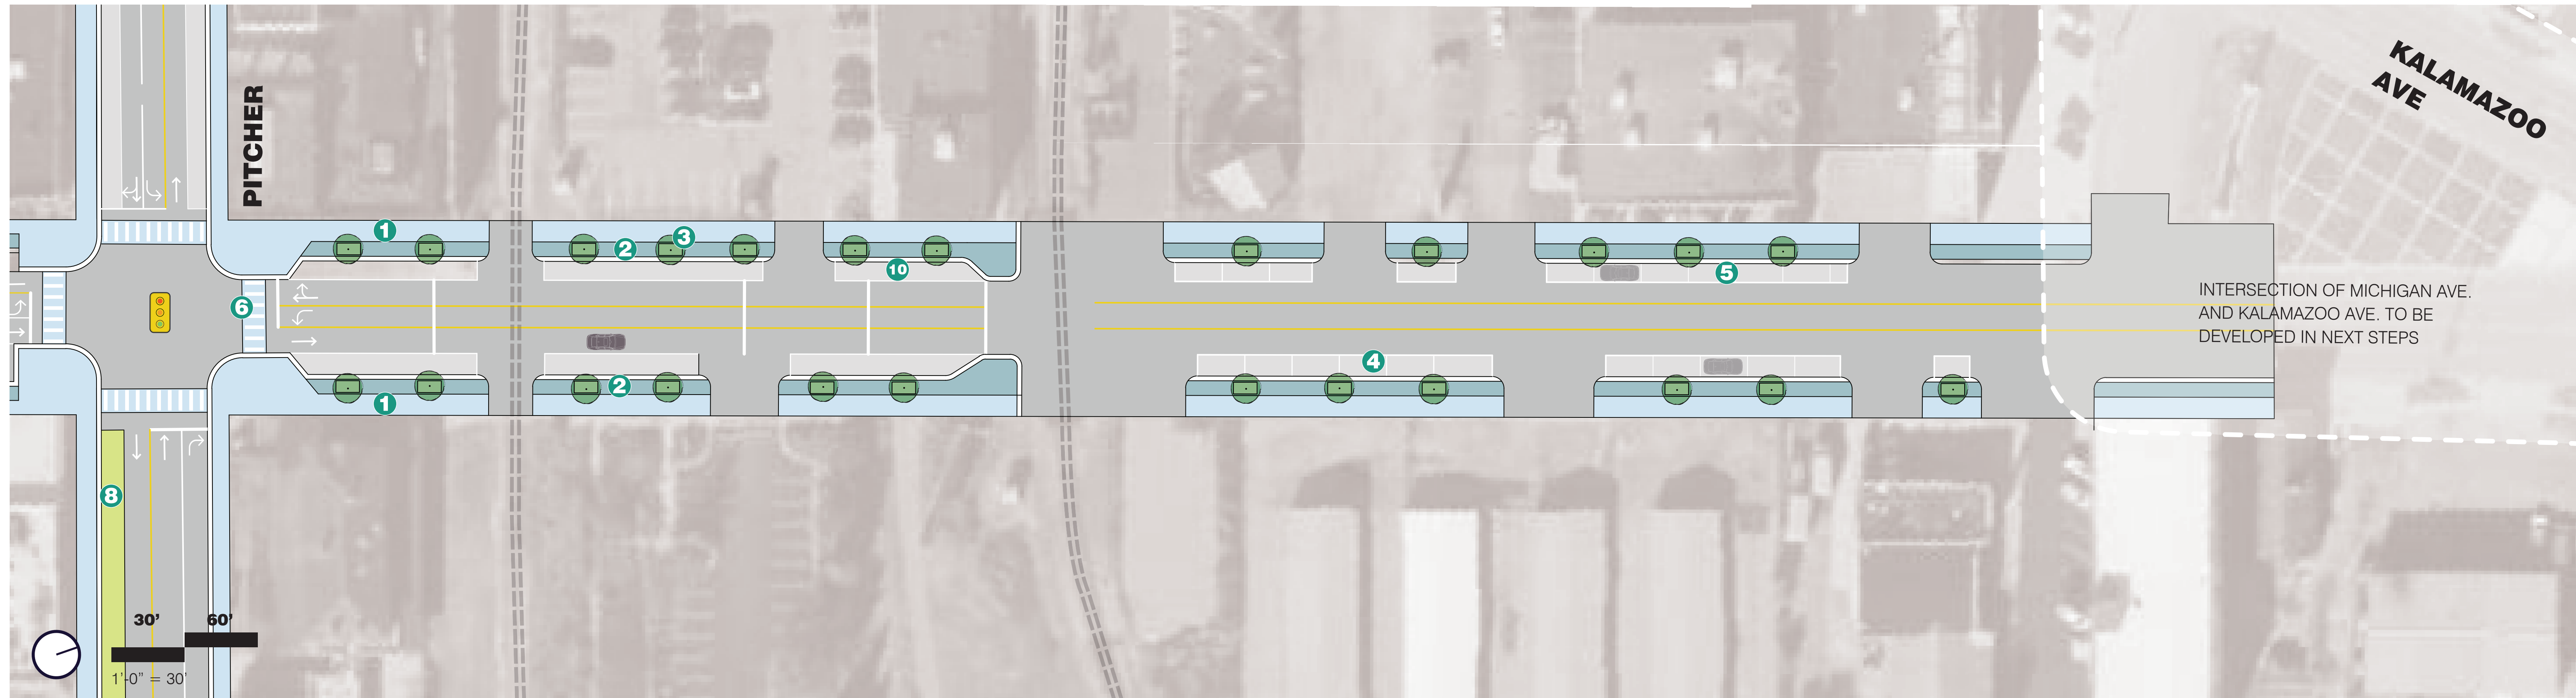 KALAMAZOO
AVE
PITCHER
1
2
3
10
5
6
INTERSECTION OF MICHIGAN AVE.
AND KALAMAZOO AVE. TO BE
DEVELOPED IN NEXT STEPS
4
2
1
8
30' 60'
1'-0" = 30'